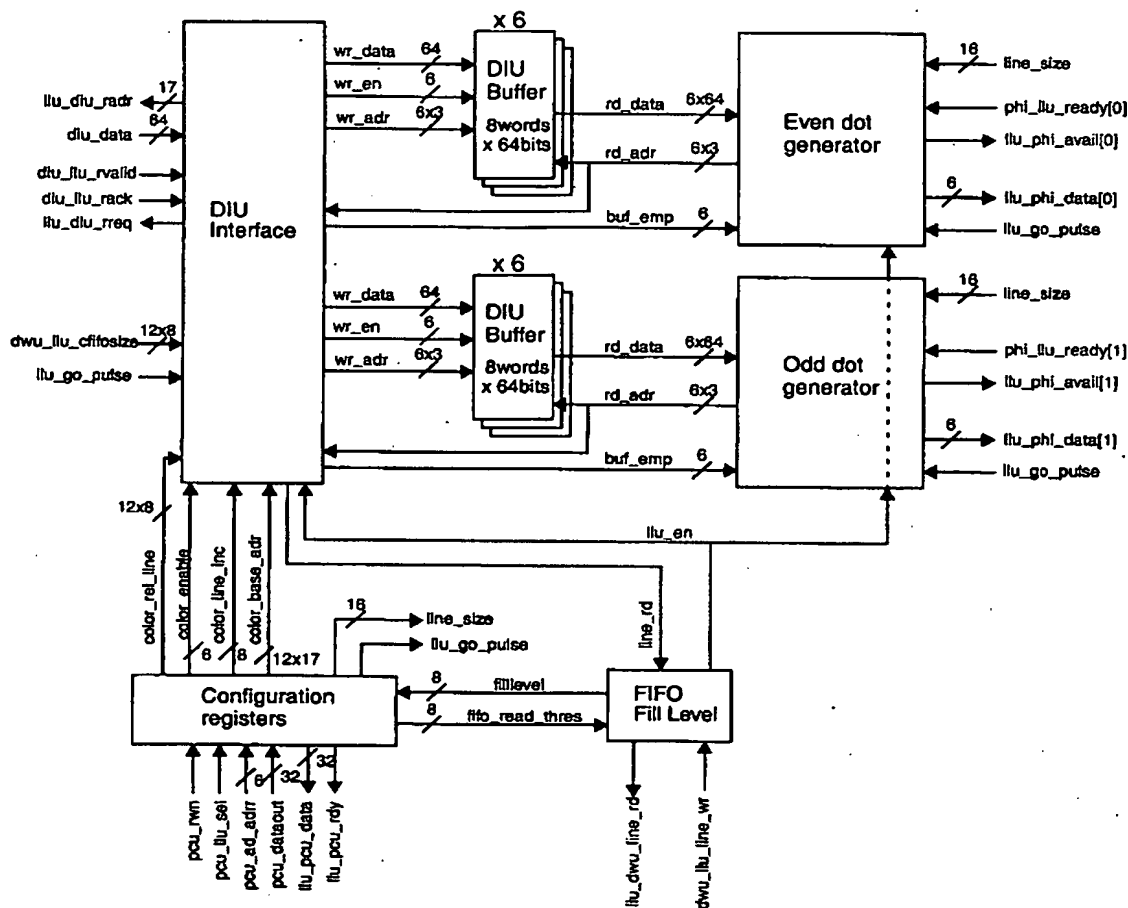 x 6
wr_data
64
wr_en
6
wr_adr
6x3
DIU
Buffer
8words
x 64bits
rd_data
6x64
rd_adr
6x3
buf_emp
6
Even dot
generator
16
line_size
phi_llu_ready[0]
llu_phi_avail[0]
6
llu_phi_data[0]
llu_go_pulse
17
llu_diu_radr
diu_data
64
diu_llu_rvalid
diu_llu_rack
llu_diu_rreq
DIU
Interface
dwu_llu_cfifosize
12x8
llu_go_pulse
x 6
wr_data
64
wr_en
6
wr_adr
6x3
DIU
Buffer
8words
x 64bits
rd_data
6x64
rd_adr
6x3
buf_emp
6
Odd dot
generator
16
line_size
phi_llu_ready[1]
llu_phi_avail[1]
6
llu_phi_data[1]
llu_go_pulse
llu_en
12x8
color_rel_line
color_enable
6
color_line_inc
8
color_base_adr
12x17
16
line_size
llu_go_pulse
line_rd
Configuration
registers
8
filllevel
8
fifo_read_thres
FIFO
Fill Level
pcu_rwn
pcu_llu_sel
pcu_ad_adrr
6
pcu_dataout
32
llu_pcu_data
32
llu_pcu_rdy
llu_dwu_line_rd
dwu_llu_line_wr